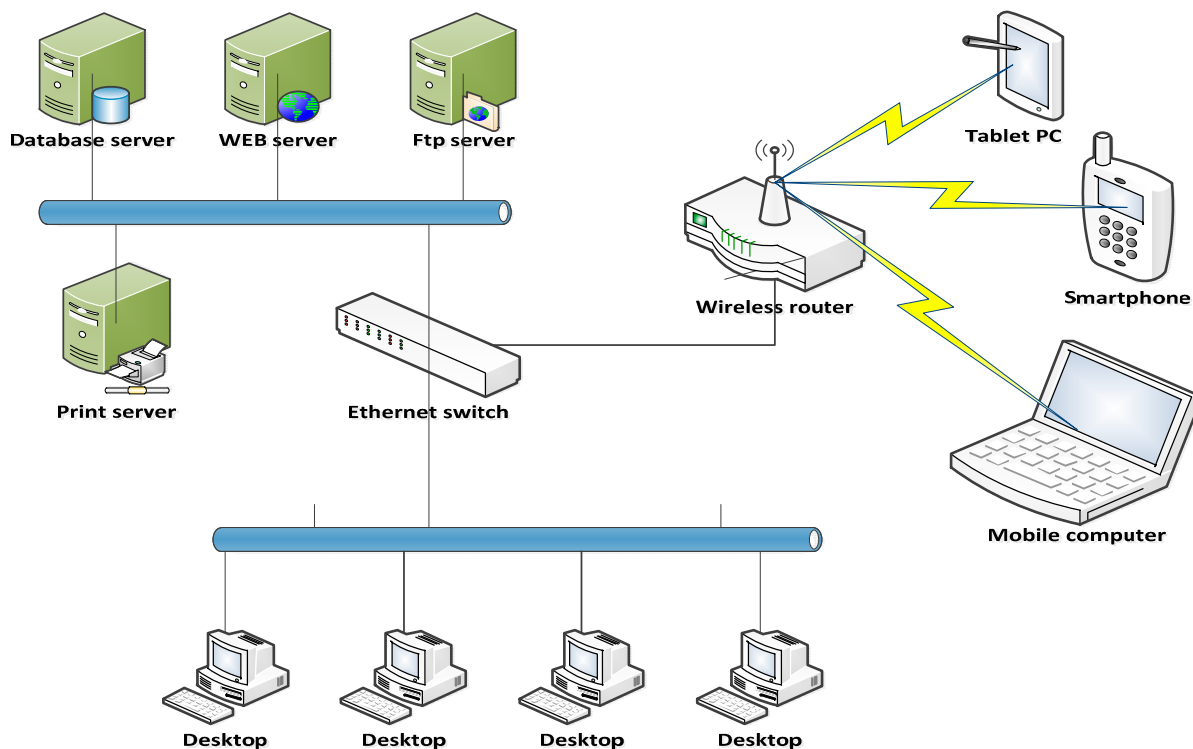 Database server
WEB server
Ftp server
Tablet PC
Smartphone
Wireless router
Print server
Ethernet switch
Mobile computer
Desktop
Desktop
Desktop
Desktop